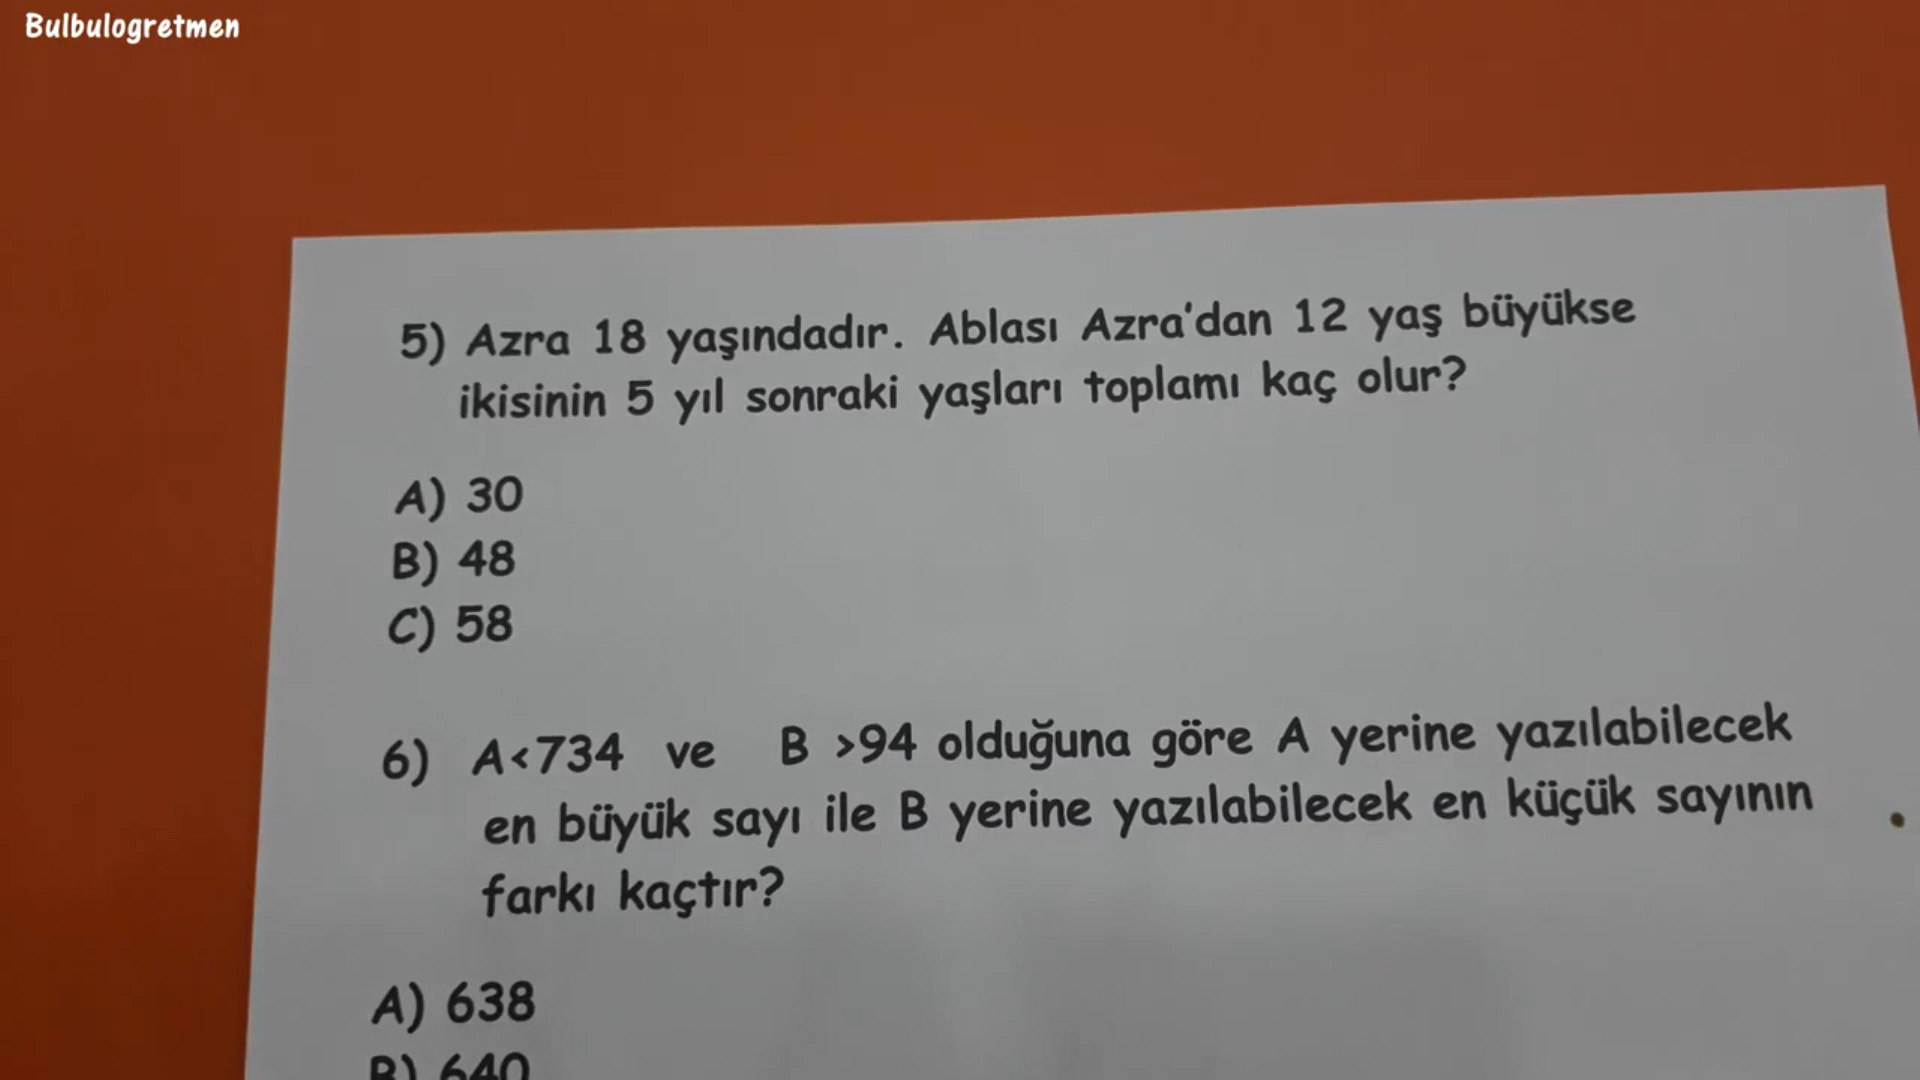 Bulbulogretmen
5) Azra 18 yaşındadır. Ablası Azra'dan 12 yaş büyükse
ikisinin 5 yıl sonraki yaşları toplamı kaç olur?
A) 30
B) 48
C) 58
6) A<734 ve B >94 olduğuna göre A yerine yazılabilecek
en büyük sayı ile B yerine yazılabilecek en küçük sayının
farkı kaçtır?
A) 638
B) 640